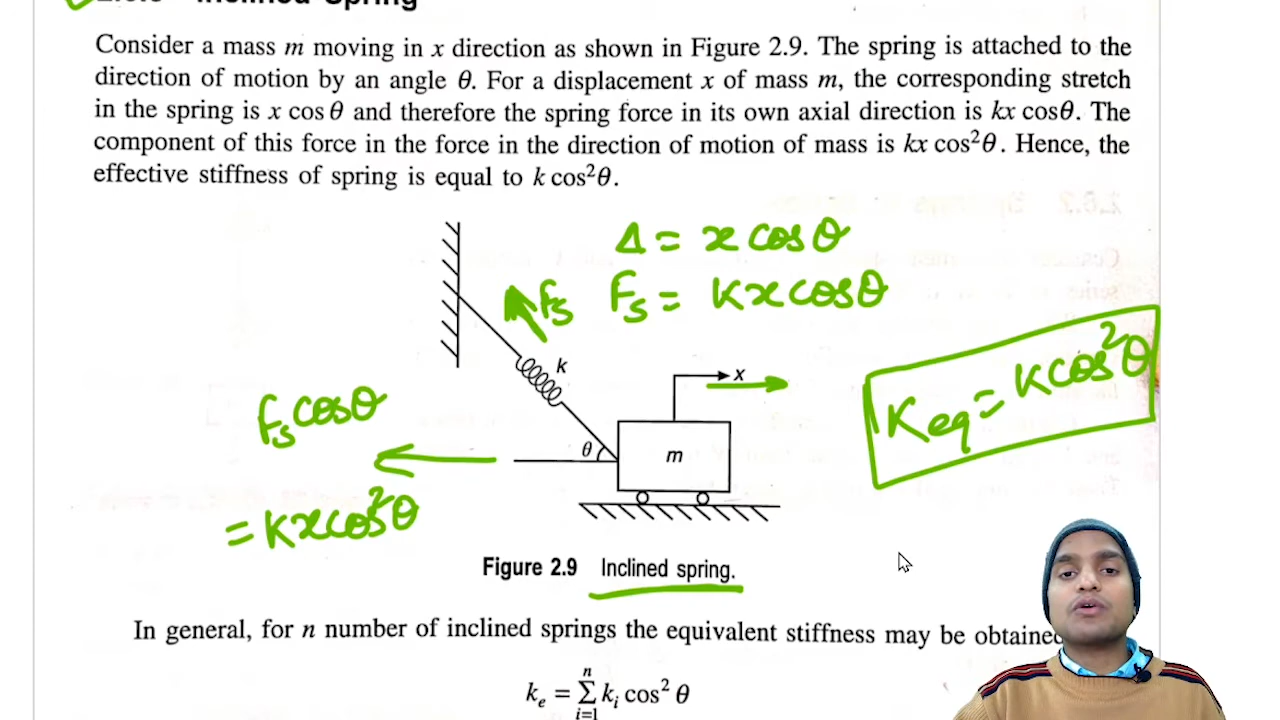 Inclined Spring
Consider a mass m moving in x direction as shown in Figure 2.9. The spring is attached to the
direction of motion by an angle θ. For a displacement x of mass m, the corresponding stretch
in the spring is x cos θ and therefore the spring force in its own axial direction is kx cosθ. The
component of this force in the force in the direction of motion of mass is kx cos²θ. Hence, the
effective stiffness of spring is equal to k cos²θ.
Δ = x cosθ
Fs
Fs = Kx cosθ
k
x
Keq = K cos²θ
Fs cosθ
θ
m
= Kx cos²θ
Figure 2.9 Inclined spring.
In general, for n number of inclined springs the equivalent stiffness may be obtained
kₑ = Σ kᵢ cos² θ
n
i=1